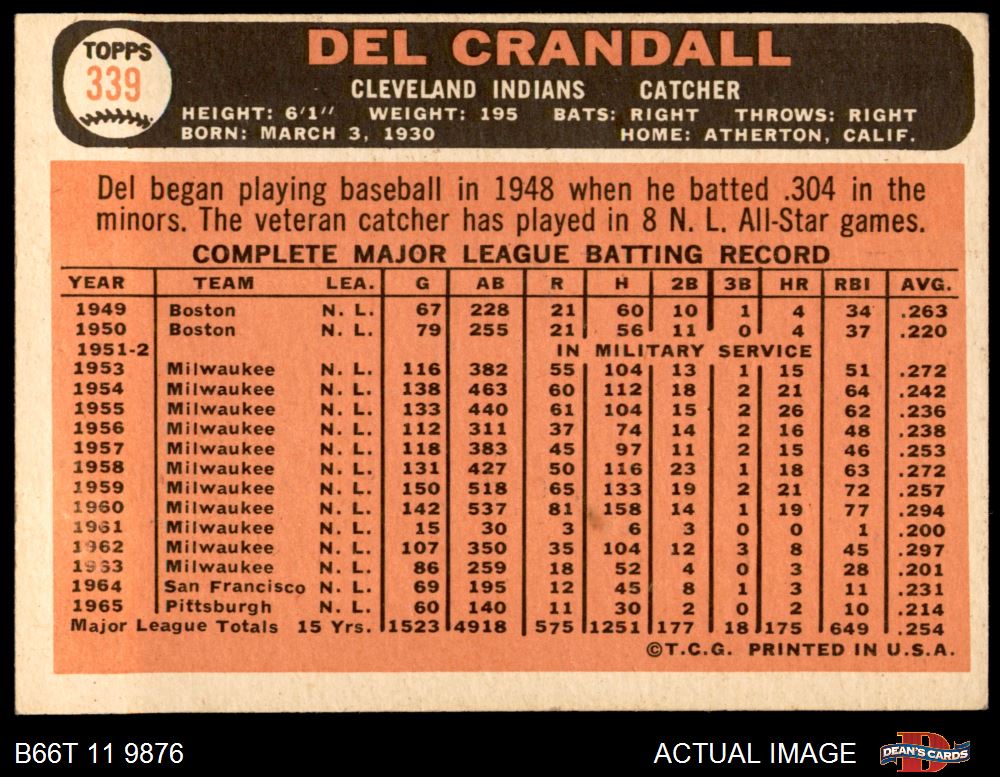 TOPPS
339
DEL CRANDALL
CLEVELAND INDIANS CATCHER
HEIGHT: 6'1" WEIGHT: 195 BATS: RIGHT THROWS: RIGHT
BORN: MARCH 3, 1930 HOME: ATHERTON, CALIF.
Del began playing baseball in 1948 when he batted .304 in the
minors. The veteran catcher has played in 8 N. L. All-Star games.
COMPLETE MAJOR LEAGUE BATTING RECORD
YEAR TEAM LEA. G AB R H 2B 3B HR RBI AVG.
1949 Boston N. L. 67 228 21 60 10 1 4 34 .263
1950 Boston N. L. 79 255 21 56 11 0 4 37 .220
1951-2 IN MILITARY SERVICE
1953 Milwaukee N. L. 116 382 55 104 13 1 15 51 .272
1954 Milwaukee N. L. 138 463 60 112 18 2 21 64 .242
1955 Milwaukee N. L. 133 440 61 104 15 2 26 62 .236
1956 Milwaukee N. L. 112 311 37 74 14 2 16 48 .238
1957 Milwaukee N. L. 118 383 45 97 11 2 15 46 .253
1958 Milwaukee N. L. 131 427 50 116 23 1 18 63 .272
1959 Milwaukee N. L. 150 518 65 133 19 2 21 72 .257
1960 Milwaukee N. L. 142 537 81 158 14 1 19 77 .294
1961 Milwaukee N. L. 15 30 3 6 3 0 0 1 .200
1962 Milwaukee N. L. 107 350 35 104 12 3 8 45 .297
1963 Milwaukee N. L. 86 259 18 52 4 0 3 28 .201
1964 San Francisco N. L. 69 195 12 45 8 1 3 11 .231
1965 Pittsburgh N. L. 60 140 11 30 2 0 2 10 .214
Major League Totals 15 Yrs. 1523 4918 575 1251 177 18 175 649 .254
©T.C.G. PRINTED IN U.S.A.
B66T 11 9876 ACTUAL IMAGE DEAN'S CARDS